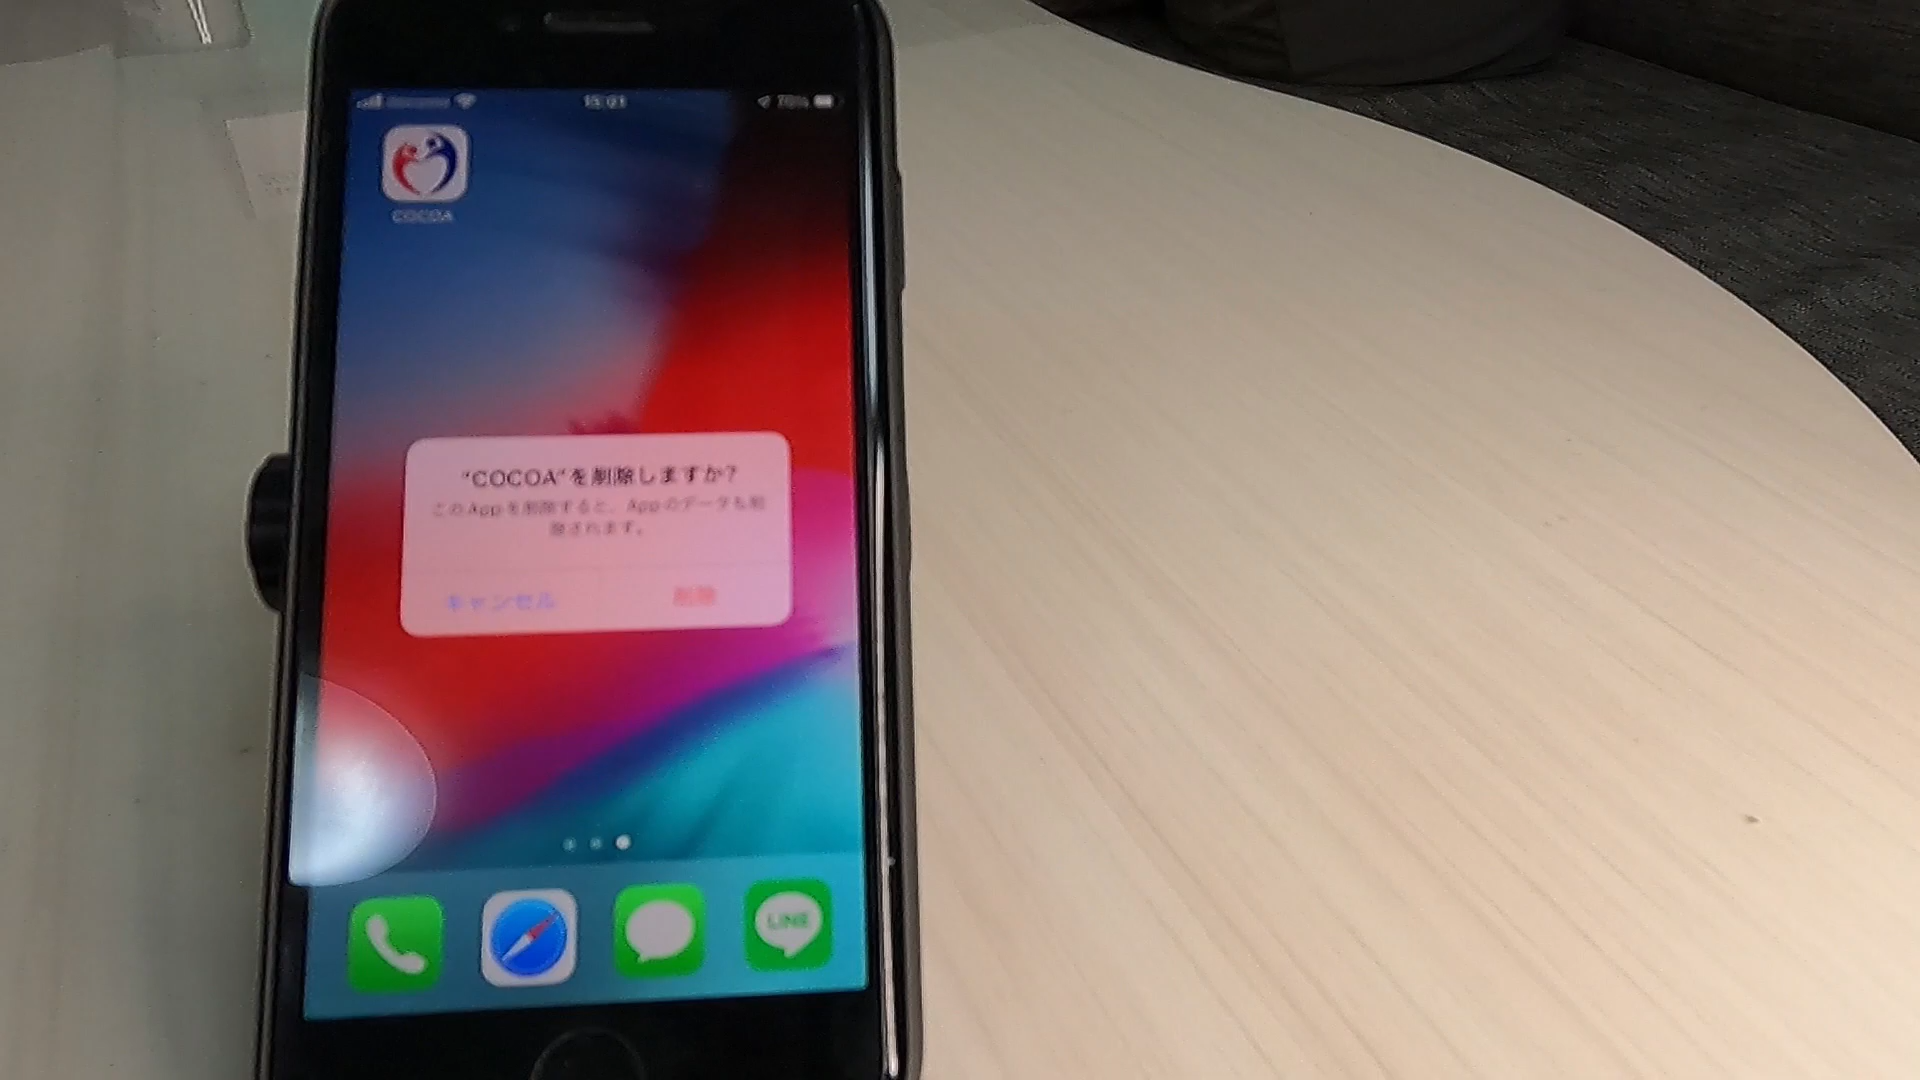 15:01
COCOA
"COCOA"を削除しますか?
このAppを削除すると、Appのデータも削
除されます。
キャンセル 削除
LINE